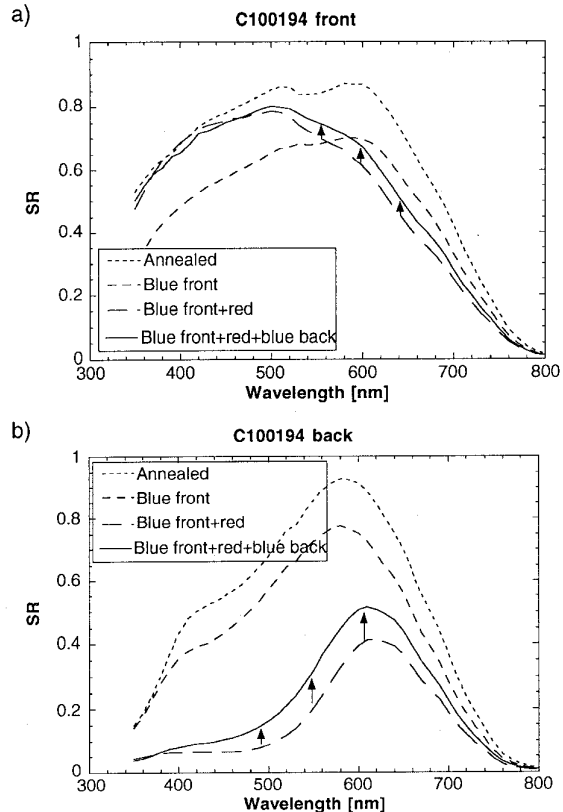 a)
C100194 front
1
0.8
0.6
0.4
0.2
0
SR
Annealed
Blue front
Blue front+red
Blue front+red+blue back
300 400 500 600 700 800
Wavelength [nm]
b)
C100194 back
1
0.8
0.6
0.4
0.2
0
SR
Annealed
Blue front
Blue front+red
Blue front+red+blue back
300 400 500 600 700 800
Wavelength [nm]